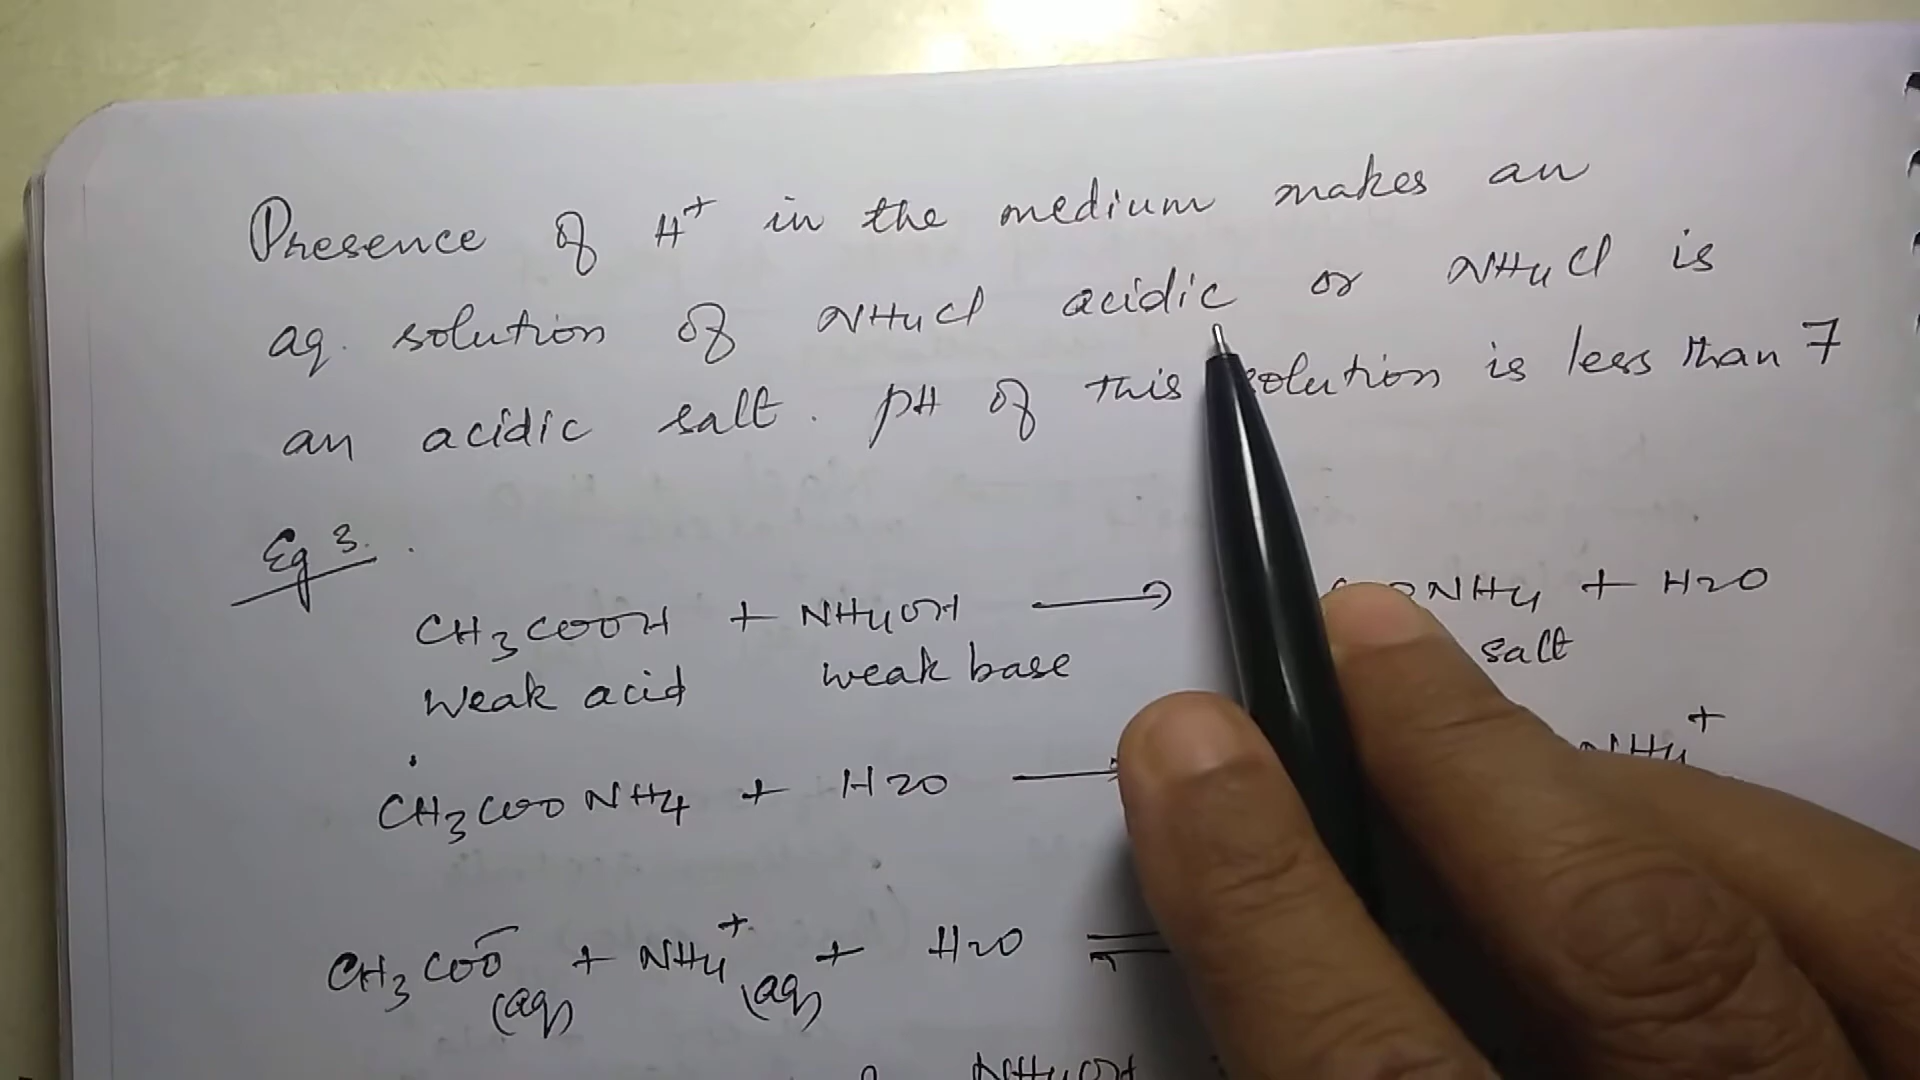 Presence of H⁺ in the medium makes an
aq. solution of NH₄Cl acidic or NH₄Cl is
an acidic salt. pH of this solution is less than 7
Eg 3.
CH₃COOH + NH₄OH → NH₄ + H₂O
weak acid weak base salt
CH₃COONH₄ + H₂O → NH₄⁺
CH₃COO⁻ (aq) + NH₄⁺ (aq) + H₂O ⇌
NH₄OH